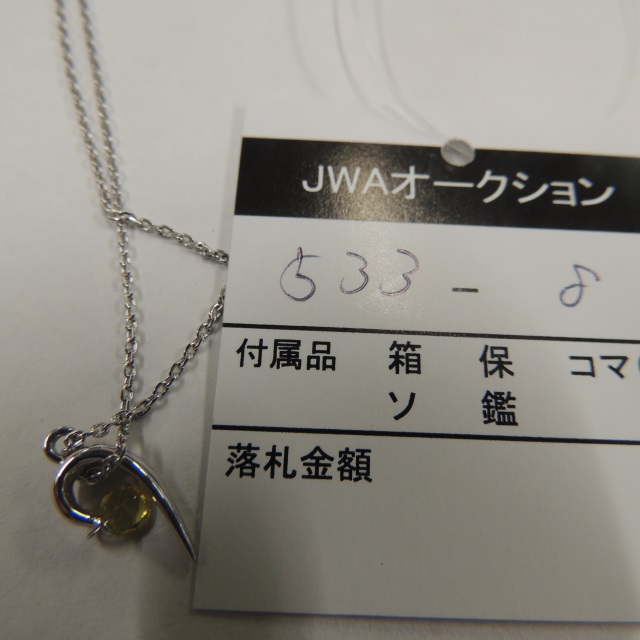 JWAオークション
533 - 8
付属品 箱 保 コマ(
ソ 鑑
落札金額